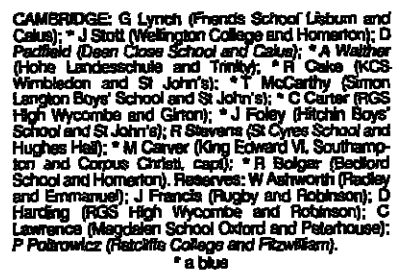 CAMBRIDGE: G Lynch (Friends School Lisburn and
Caius); * J Stott (Wellington College and Homerton); D
Padfield (Dean Close School and Caius); * A Walther
(Hohe Landesschule and Trinity); * R Cake (KCS
Wimbledon and St John's); * T McCarthy (Simon
Langton Boys' School and St John's); * C Carter (RGS
High Wycombe and Girton); * J Foley (Hitchin Boys'
School and St John's); R Stevens (St Cyres School and
Hughes Hall); * M Carver (King Edward VI, Southamp-
ton and Corpus Christi, capt); * R Bolgar (Bedford
School and Homerton). Reserves: W Ashworth (Radley
and Emmanuel); J Francis (Rugby and Robinson); D
Harding (RGS High Wycombe and Robinson); C
Lawrence (Magdalen School Oxford and Peterhouse);
P Poitrowicz (Ratcliffe College and Fitzwilliam).
* a blue